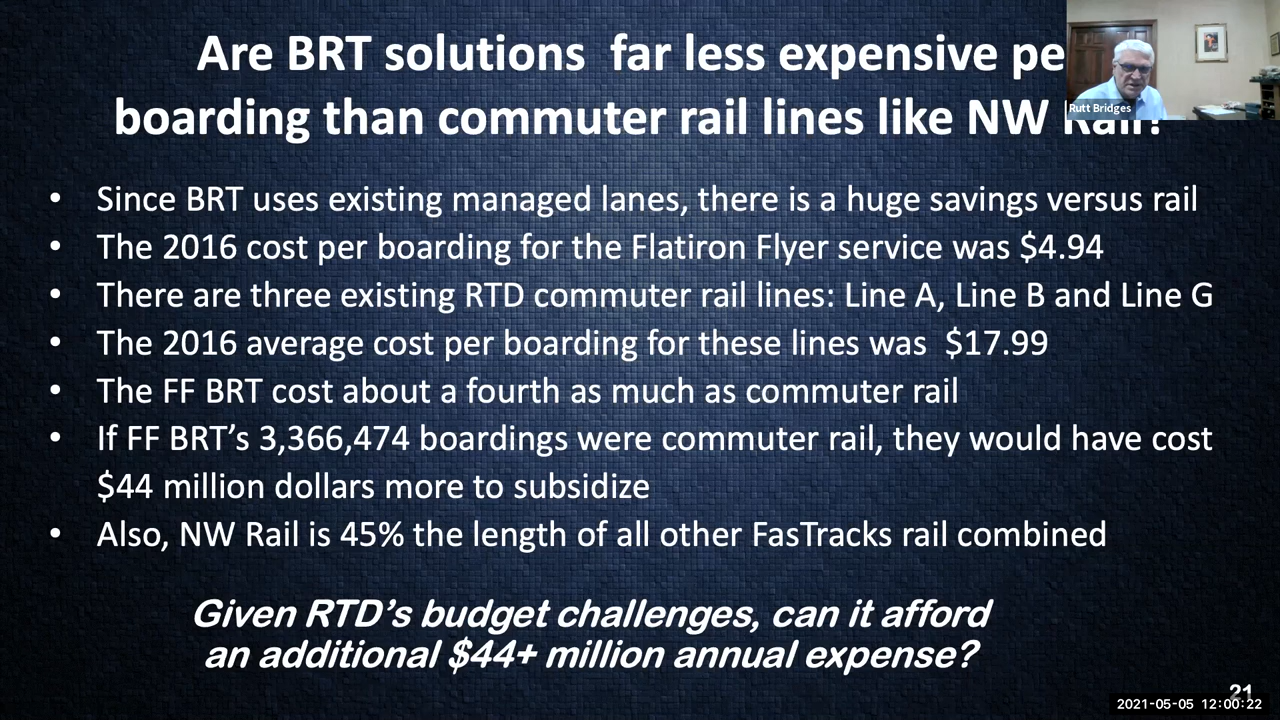 Are BRT solutions far less expensive pe
boarding than commuter rail lines like NW Rail?
Rutt Bridges
• Since BRT uses existing managed lanes, there is a huge savings versus rail
• The 2016 cost per boarding for the Flatiron Flyer service was $4.94
• There are three existing RTD commuter rail lines: Line A, Line B and Line G
• The 2016 average cost per boarding for these lines was $17.99
• The FF BRT cost about a fourth as much as commuter rail
• If FF BRT’s 3,366,474 boardings were commuter rail, they would have cost
$44 million dollars more to subsidize
• Also, NW Rail is 45% the length of all other FasTracks rail combined
Given RTD’s budget challenges, can it afford
an additional $44+ million annual expense?
21
2021-05-05 12:00:22